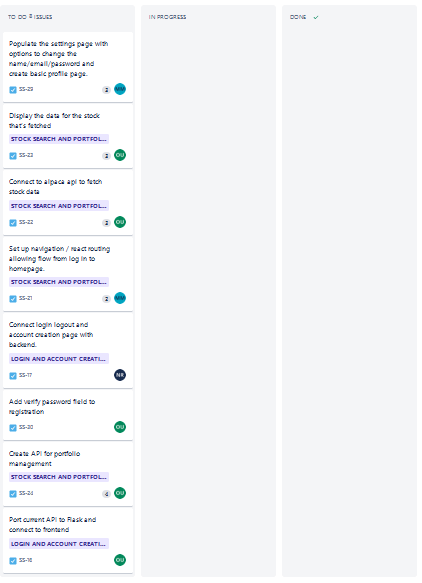 TO DO 8 ISSUES
IN PROGRESS
DONE
Populate the settings page with
options to change the
name/email/password and
create basic profile page.
SS-29
2
MM
Display the data for the stock
that's fetched
STOCK SEARCH AND PORTFOL...
SS-23
2
OU
Connect to alpaca api to fetch
stock data
STOCK SEARCH AND PORTFOL...
SS-22
2
OU
Set up navigation / react routing
allowing flow from log in to
homepage.
STOCK SEARCH AND PORTFOL...
SS-21
2
MM
Connect login logout and
account creation page with
backend.
LOGIN AND ACCOUNT CREATI...
SS-17
NR
Add verify password field to
registration
SS-30
OU
Create API for portfolio
management
STOCK SEARCH AND PORTFOL...
SS-24
4
OU
Port current API to Flask and
connect to frontend
LOGIN AND ACCOUNT CREATI...
SS-16
OU